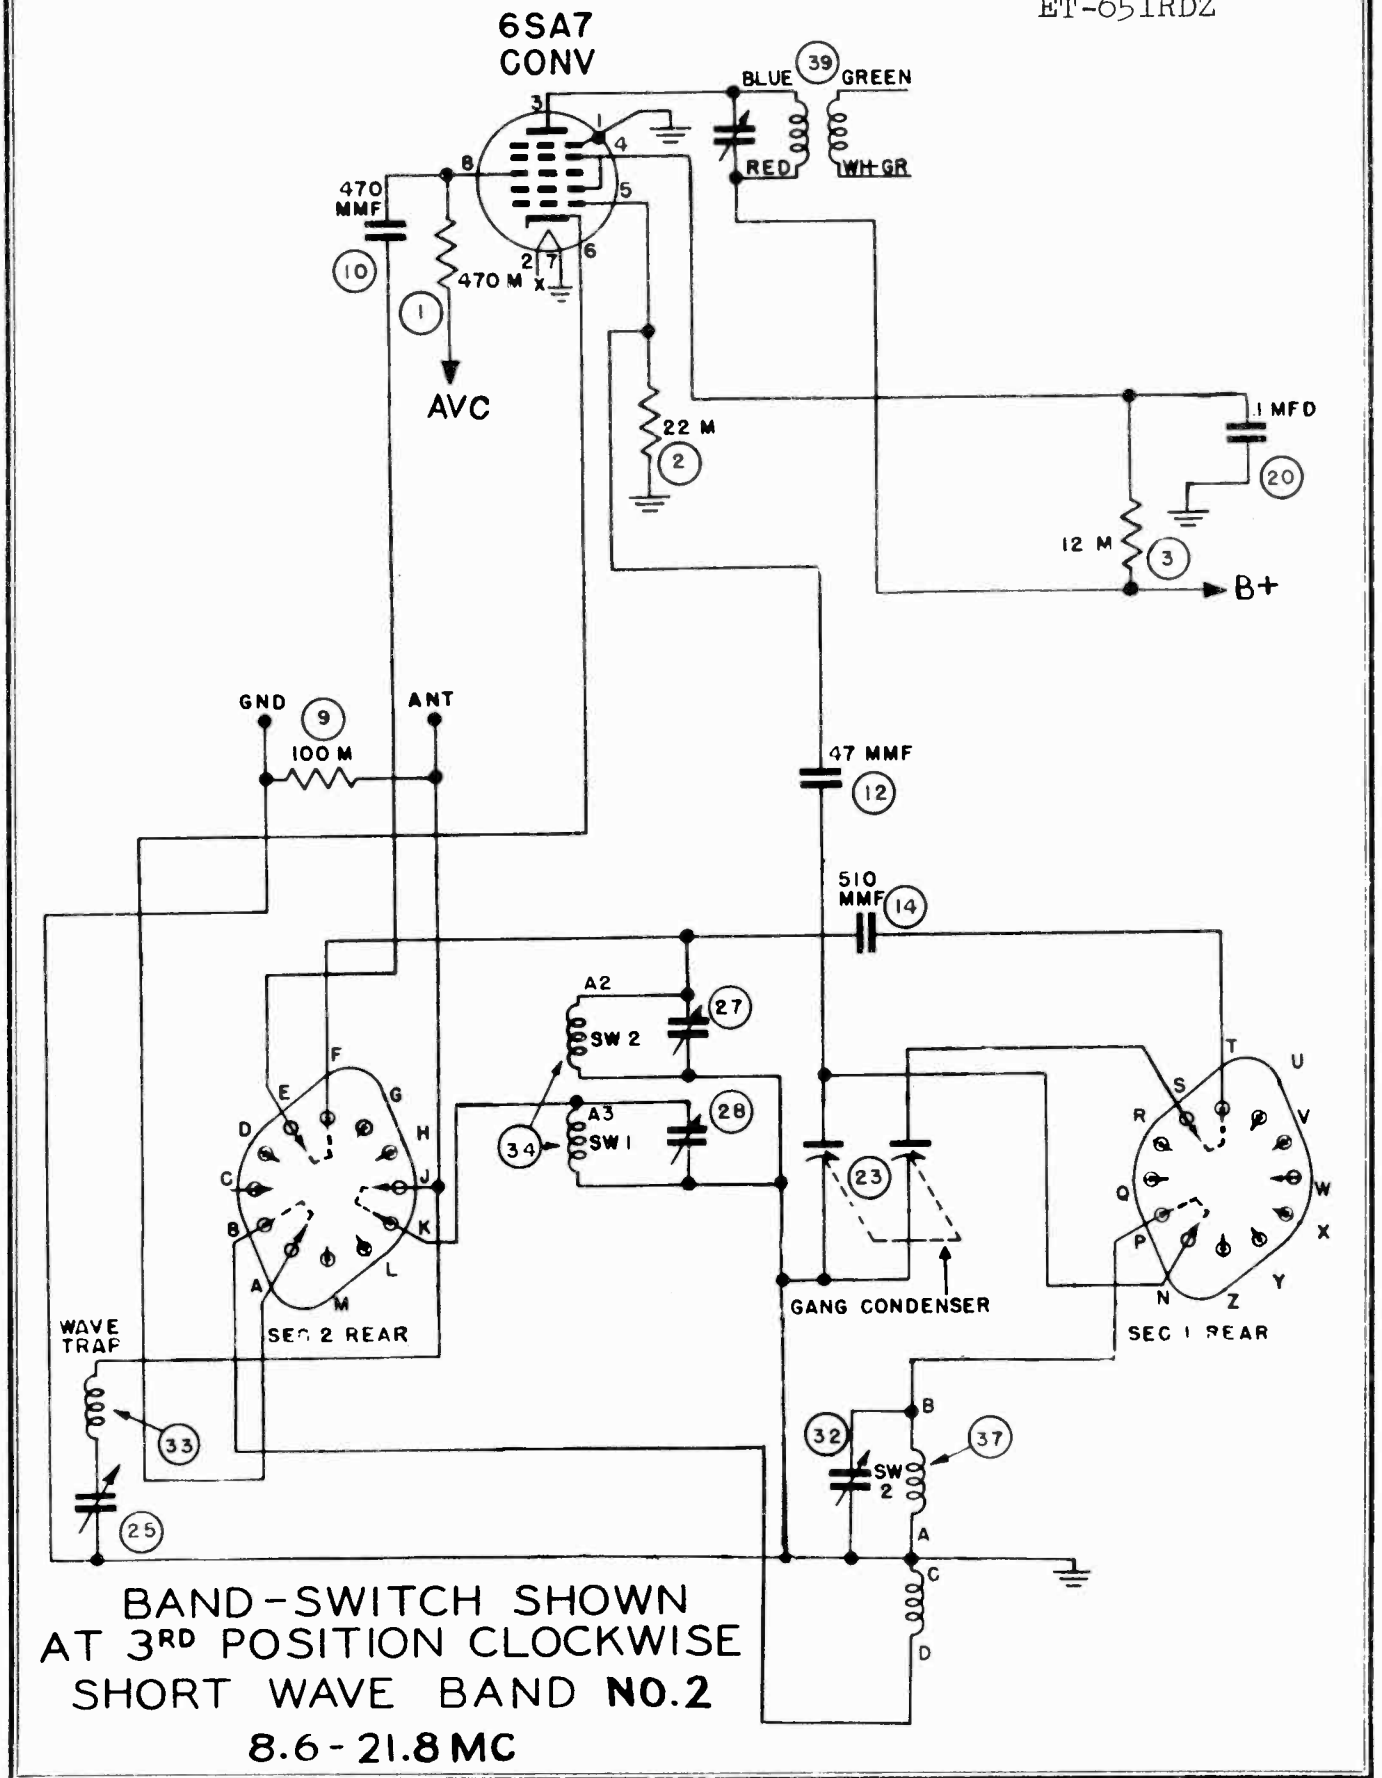 ET-651RDZ
6SA7
CONV
BLUE
39
GREEN
3
1
4
8
RED
WH-GR
470
MMF
5
6
2
7
10
470 M
X
1
AVC
22 M
2
.1 MFD
20
12 M
3
B+
GND
9
ANT
100 M
47 MMF
12
510
MMF
14
A2
27
SW 2
F
T
U
E
G
S
D
A3
28
R
V
H
SW 1
34
C
J
23
Q
W
B
K
P
X
A
L
M
GANG CONDENSER
N
Z
Y
WAVE
TRAP
SEC 2 REAR
SEC 1 REAR
B
33
32
37
SW
2
25
A
C
D
BAND-SWITCH SHOWN
AT 3RD POSITION CLOCKWISE
SHORT WAVE BAND NO.2
8.6-21.8 MC